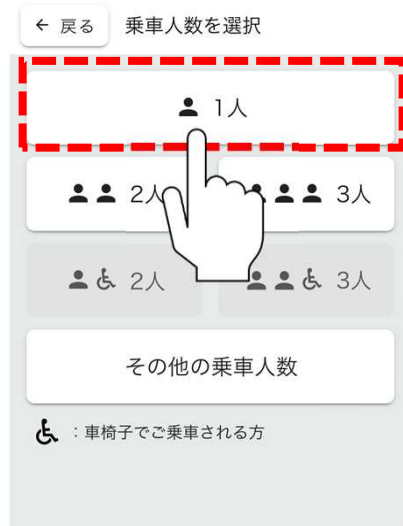 ← 戻る 乗車人数を選択
1人
2人 3人
2人 3人
その他の乗車人数
：車椅子でご乗車される方